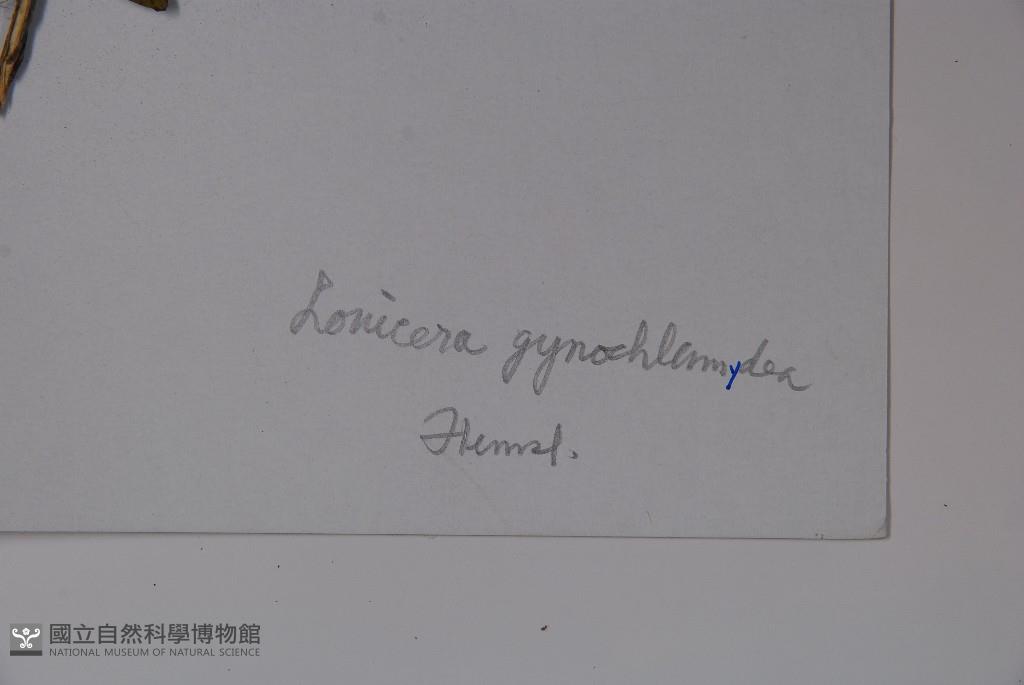 Lonicera gynochlamydea
Hemsl.
國立自然科學博物館
NATIONAL MUSEUM OF NATURAL SCIENCE